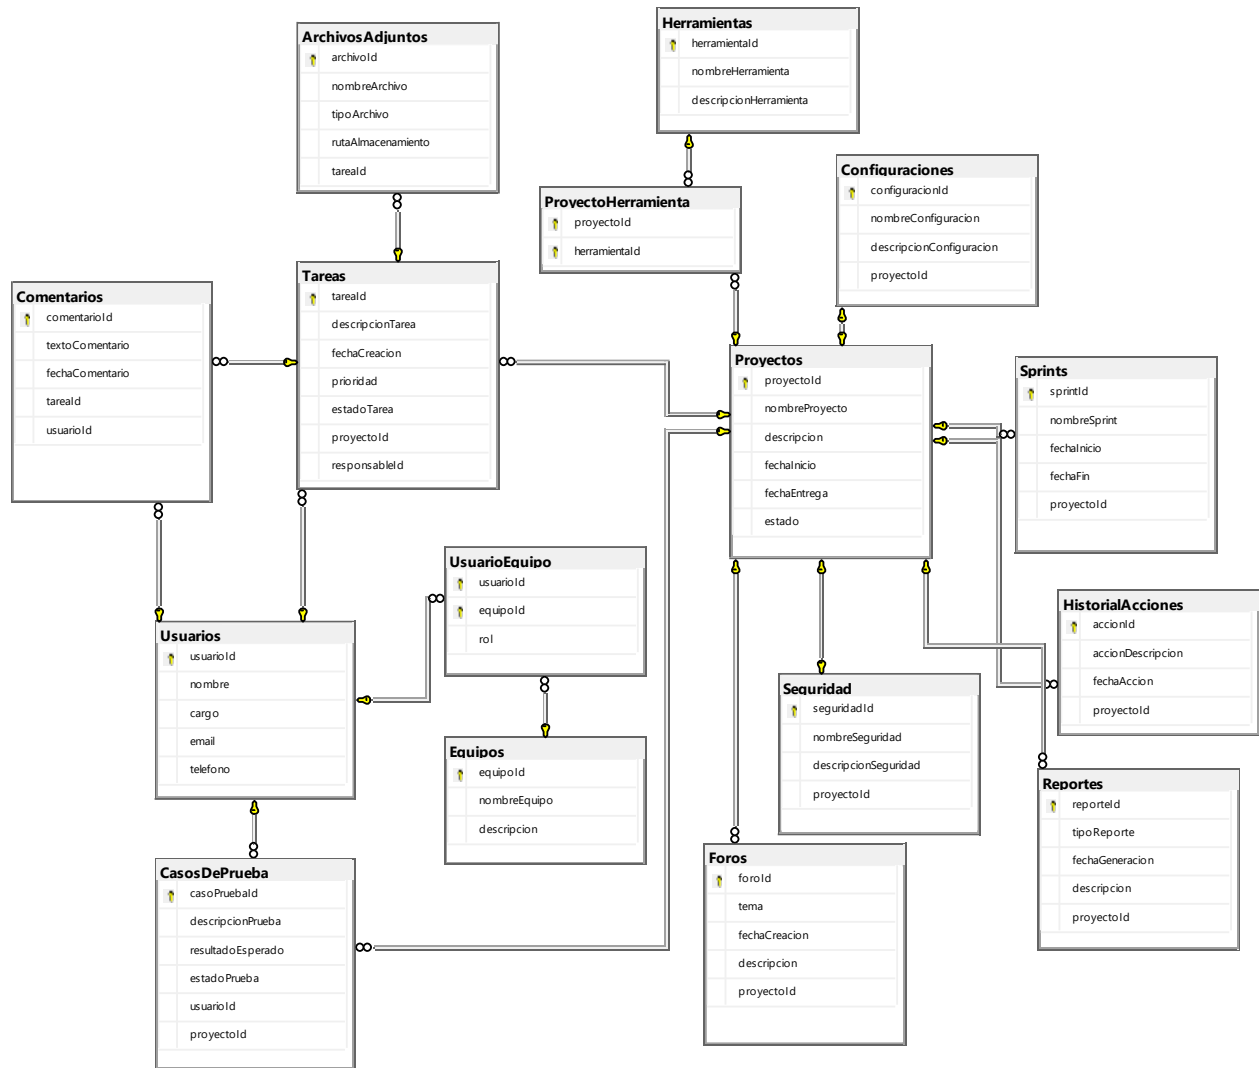 Herramientas
herramientaId
nombreHerramienta
descripcionHerramienta
ArchivosAdjuntos
archivoId
nombreArchivo
tipoArchivo
rutaAlmacenamiento
tareaId
Configuraciones
configuracionId
nombreConfiguracion
descripcionConfiguracion
proyectoId
ProyectoHerramienta
proyectoId
herramientaId
Tareas
tareaId
descripcionTarea
fechaCreacion
prioridad
estadoTarea
proyectoId
responsableId
Comentarios
comentarioId
textoComentario
fechaComentario
tareaId
usuarioId
Proyectos
proyectoId
nombreProyecto
descripcion
fechaInicio
fechaEntrega
estado
Sprints
sprintId
nombreSprint
fechaInicio
fechaFin
proyectoId
UsuarioEquipo
usuarioId
equipoId
rol
HistorialAcciones
accionId
accionDescripcion
fechaAccion
proyectoId
Usuarios
usuarioId
nombre
cargo
email
telefono
Seguridad
seguridadId
nombreSeguridad
descripcionSeguridad
proyectoId
Equipos
equipoId
nombreEquipo
descripcion
Reportes
reporteId
tipoReporte
fechaGeneracion
descripcion
proyectoId
Foros
foroId
tema
fechaCreacion
descripcion
proyectoId
CasosDePrueba
casoPruebaId
descripcionPrueba
resultadoEsperado
estadoPrueba
usuarioId
proyectoId